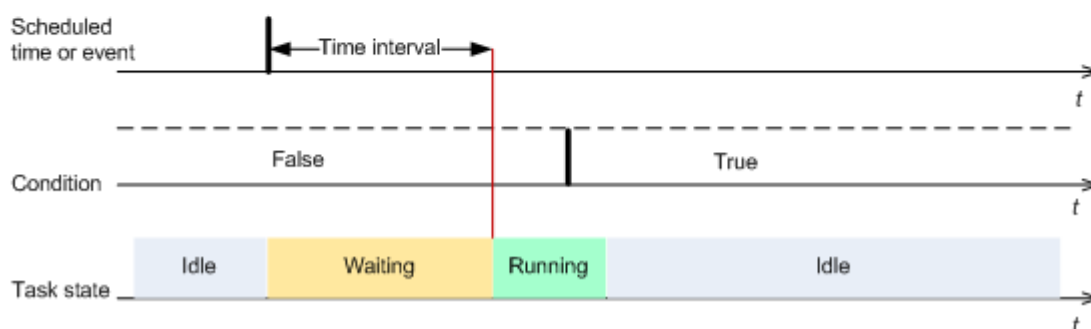 Scheduled
time or event
Time interval
t
False
True
Condition
t
Idle
Waiting
Running
Idle
Task state
t